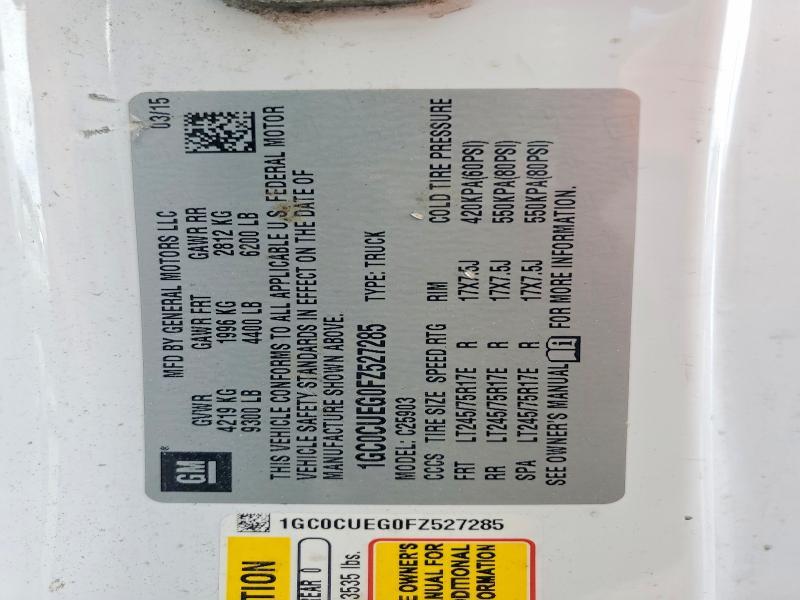 GM
MFD BY GENERAL MOTORS LLC
03/15
GVWR GAWR FRT GAWR RR
4219 KG 1996 KG 2812 KG
9300 LB 4400 LB 6200 LB
THIS VEHICLE CONFORMS TO ALL APPLICABLE U.S. FEDERAL MOTOR
VEHICLE SAFETY STANDARDS IN EFFECT ON THE DATE OF
MANUFACTURE SHOWN ABOVE.
1GC0CUEG0FZ527285 TYPE: TRUCK
MODEL: C25903
CCCS TIRE SIZE SPEED RTG RIM COLD TIRE PRESSURE
FRT LT245/75R17E R 17X7.5J 420KPA(60PSI)
RR LT245/75R17E R 17X7.5J 550KPA(80PSI)
SPA LT245/75R17E R 17X7.5J 550KPA(80PSI)
SEE OWNER'S MANUAL FOR MORE INFORMATION.
1GC0CUEG0FZ527285
REAR 0
3535 lbs.
OWNER'S
FOR